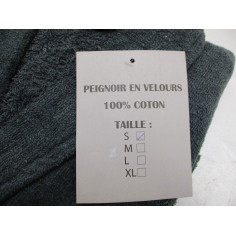 PEIGNOIR EN VELOURS
100% COTON
TAILLE :
S
M
L
XL